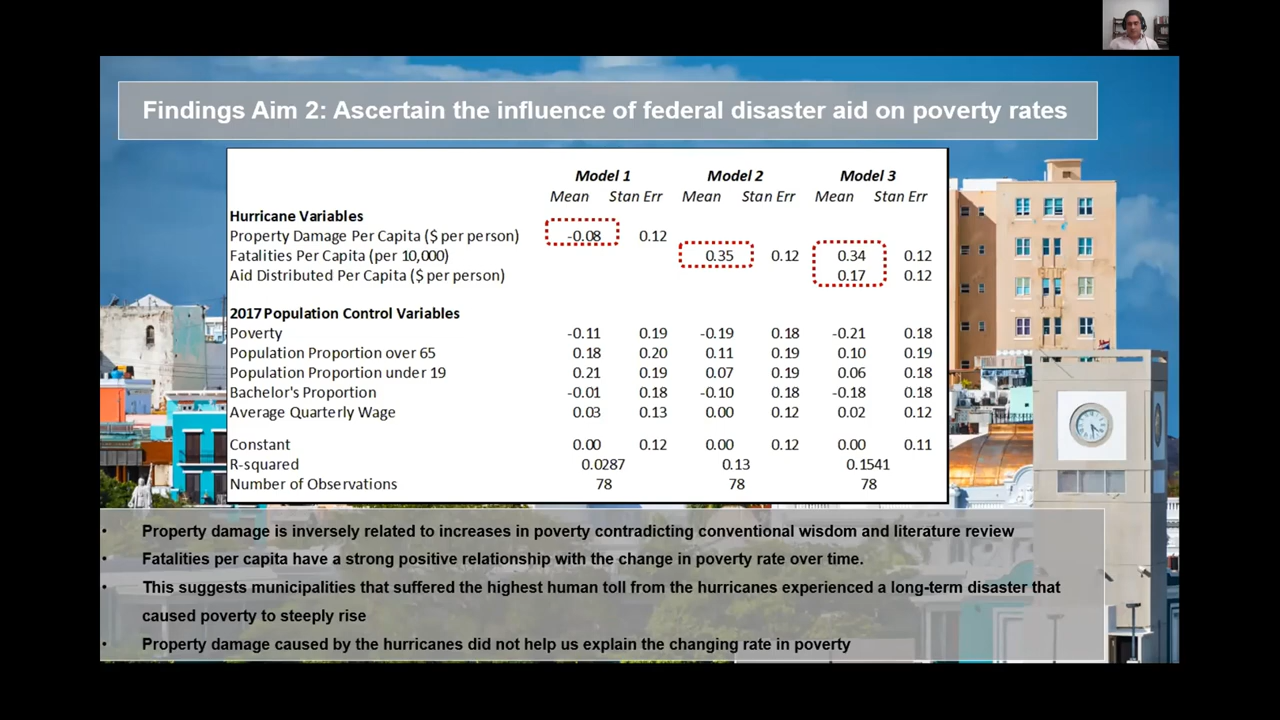 Findings Aim 2: Ascertain the influence of federal disaster aid on poverty rates
Model 1 Model 2 Model 3
Mean Stan Err Mean Stan Err Mean Stan Err
Hurricane Variables
Property Damage Per Capita ($ per person) -0.08 0.12
Fatalities Per Capita (per 10,000) 0.35 0.12 0.34 0.12
Aid Distributed Per Capita ($ per person) 0.17 0.12
2017 Population Control Variables
Poverty -0.11 0.19 -0.19 0.18 -0.21 0.18
Population Proportion over 65 0.18 0.20 0.11 0.19 0.10 0.19
Population Proportion under 19 0.21 0.19 0.07 0.19 0.06 0.18
Bachelor's Proportion -0.01 0.18 -0.10 0.18 -0.18 0.18
Average Quarterly Wage 0.03 0.13 0.00 0.12 0.02 0.12
Constant 0.00 0.12 0.00 0.12 0.00 0.11
R-squared 0.0287 0.13 0.1541
Number of Observations 78 78 78
• Property damage is inversely related to increases in poverty contradicting conventional wisdom and literature review
• Fatalities per capita have a strong positive relationship with the change in poverty rate over time.
• This suggests municipalities that suffered the highest human toll from the hurricanes experienced a long-term disaster that
caused poverty to steeply rise
• Property damage caused by the hurricanes did not help us explain the changing rate in poverty